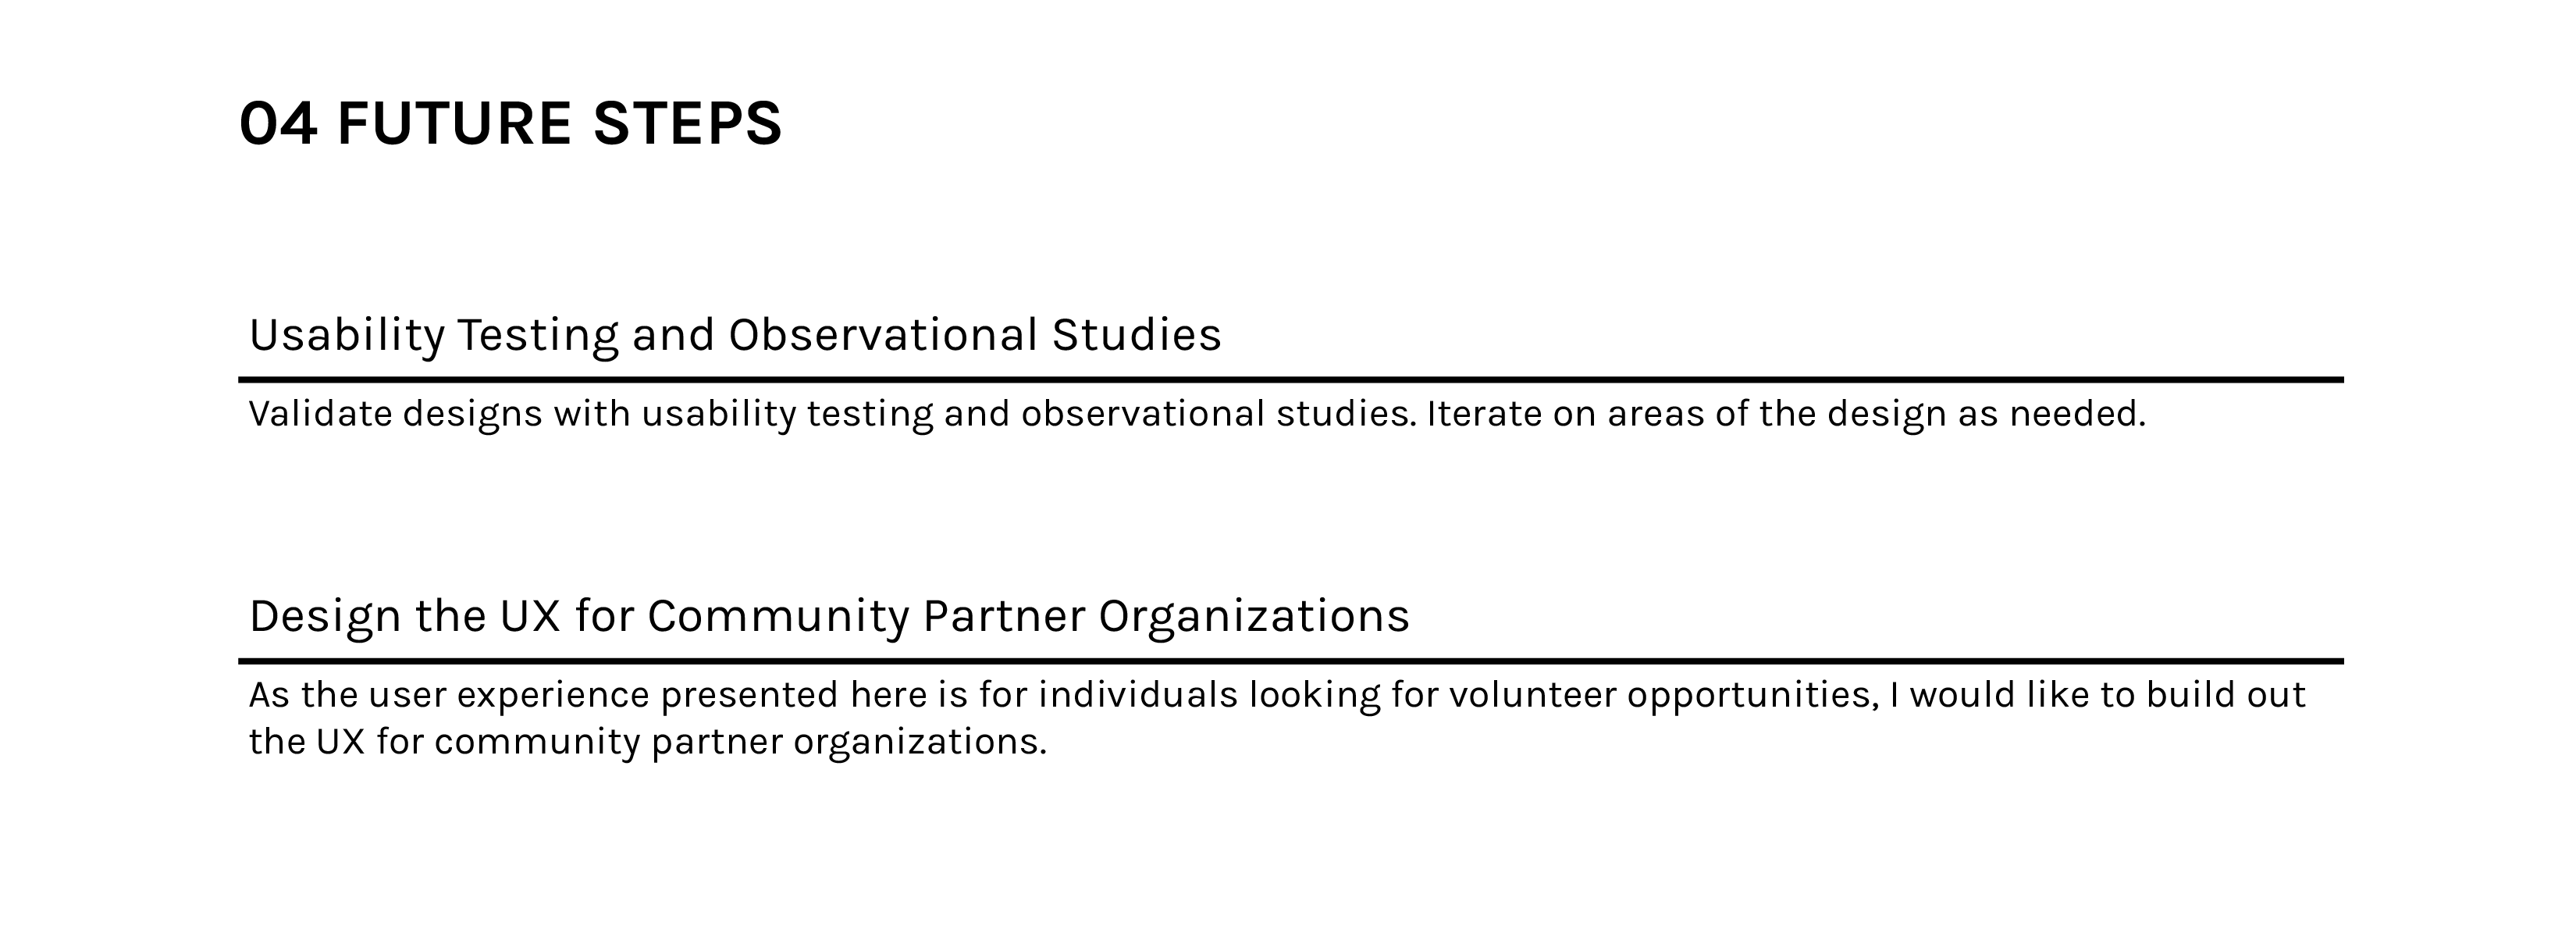 04 FUTURE STEPS
Usability Testing and Observational Studies
Validate designs with usability testing and observational studies. Iterate on areas of the design as needed.
Design the UX for Community Partner Organizations
As the user experience presented here is for individuals looking for volunteer opportunities, I would like to build out
the UX for community partner organizations.